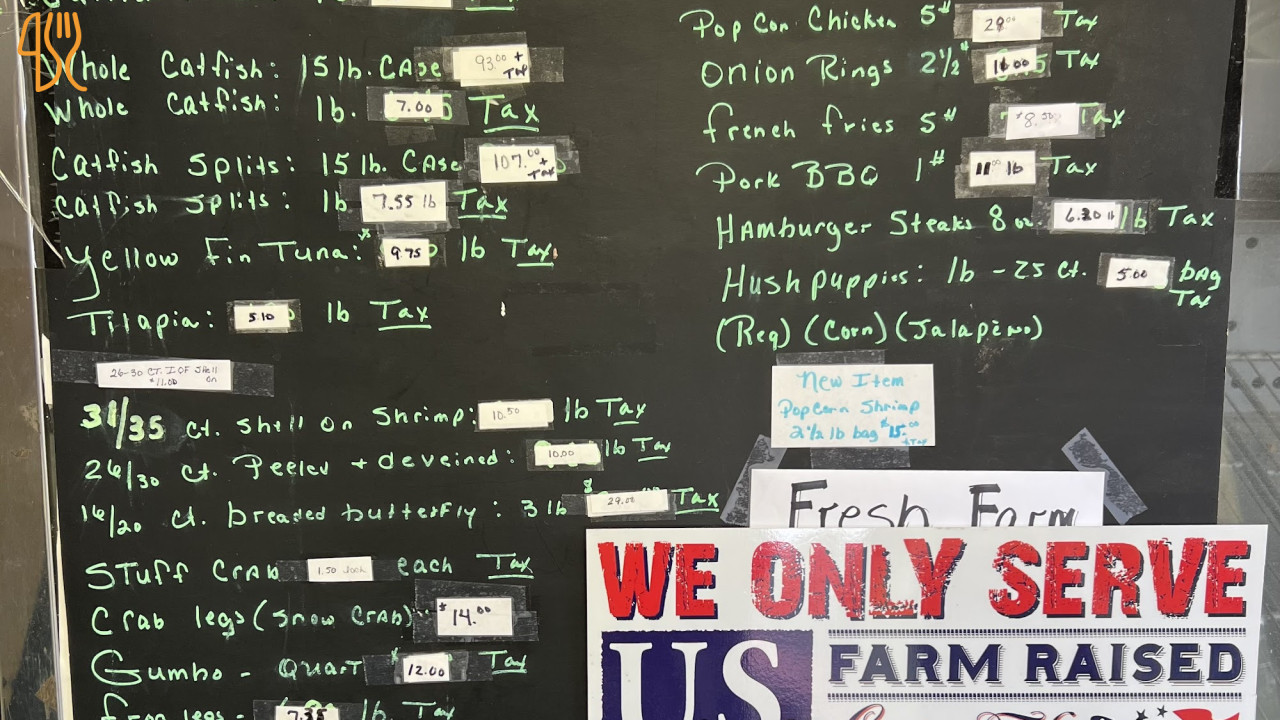 Tax
Whole Catfish: 15 lb. CAse 93.00 + Tax
Whole Catfish: lb. 7.00 Tax
Catfish Splits: 15 lb. CAse 107.00 + Tax
Catfish Splits: lb 7.55 lb Tax
Yellow Fin Tuna: $ 9.75 lb Tax
Tilapia: 5.10 lb Tax
26-30 CT. Shell on
$11.00
31/35 ct. Shell on Shrimp: 10.50 lb Tax
26/30 ct. Peeled + deveined: 10.00 lb Tax
16/20 ct. breaded butterfly: 3 lb $ 29.00 Tax
STuff CrAb 1.50 each each Tax
Crab legs (Snow CrAb) $14.00
Gumbo - QuArT $ 12.00 Tax
frog legs - lb. Tax
Pop Corn Chicken 5# 29.00 Tax
Onion Rings 2 1/2# 16.00 Tax
french fries 5# $8.50 Tax
Pork BBQ 1# 11.00 lb Tax
HAmburger Steaks 8 oz lb Tax
Hushpuppies: lb - 25 ct. 5.00 bag
Tax
(Reg) (Corn) (Jalapeno)
New Item
PopCorn Shrimp
2 1/2 lb bag $15.00
+ Tax
Fresh Farm
WE ONLY SERVE
US
FARM RAISED